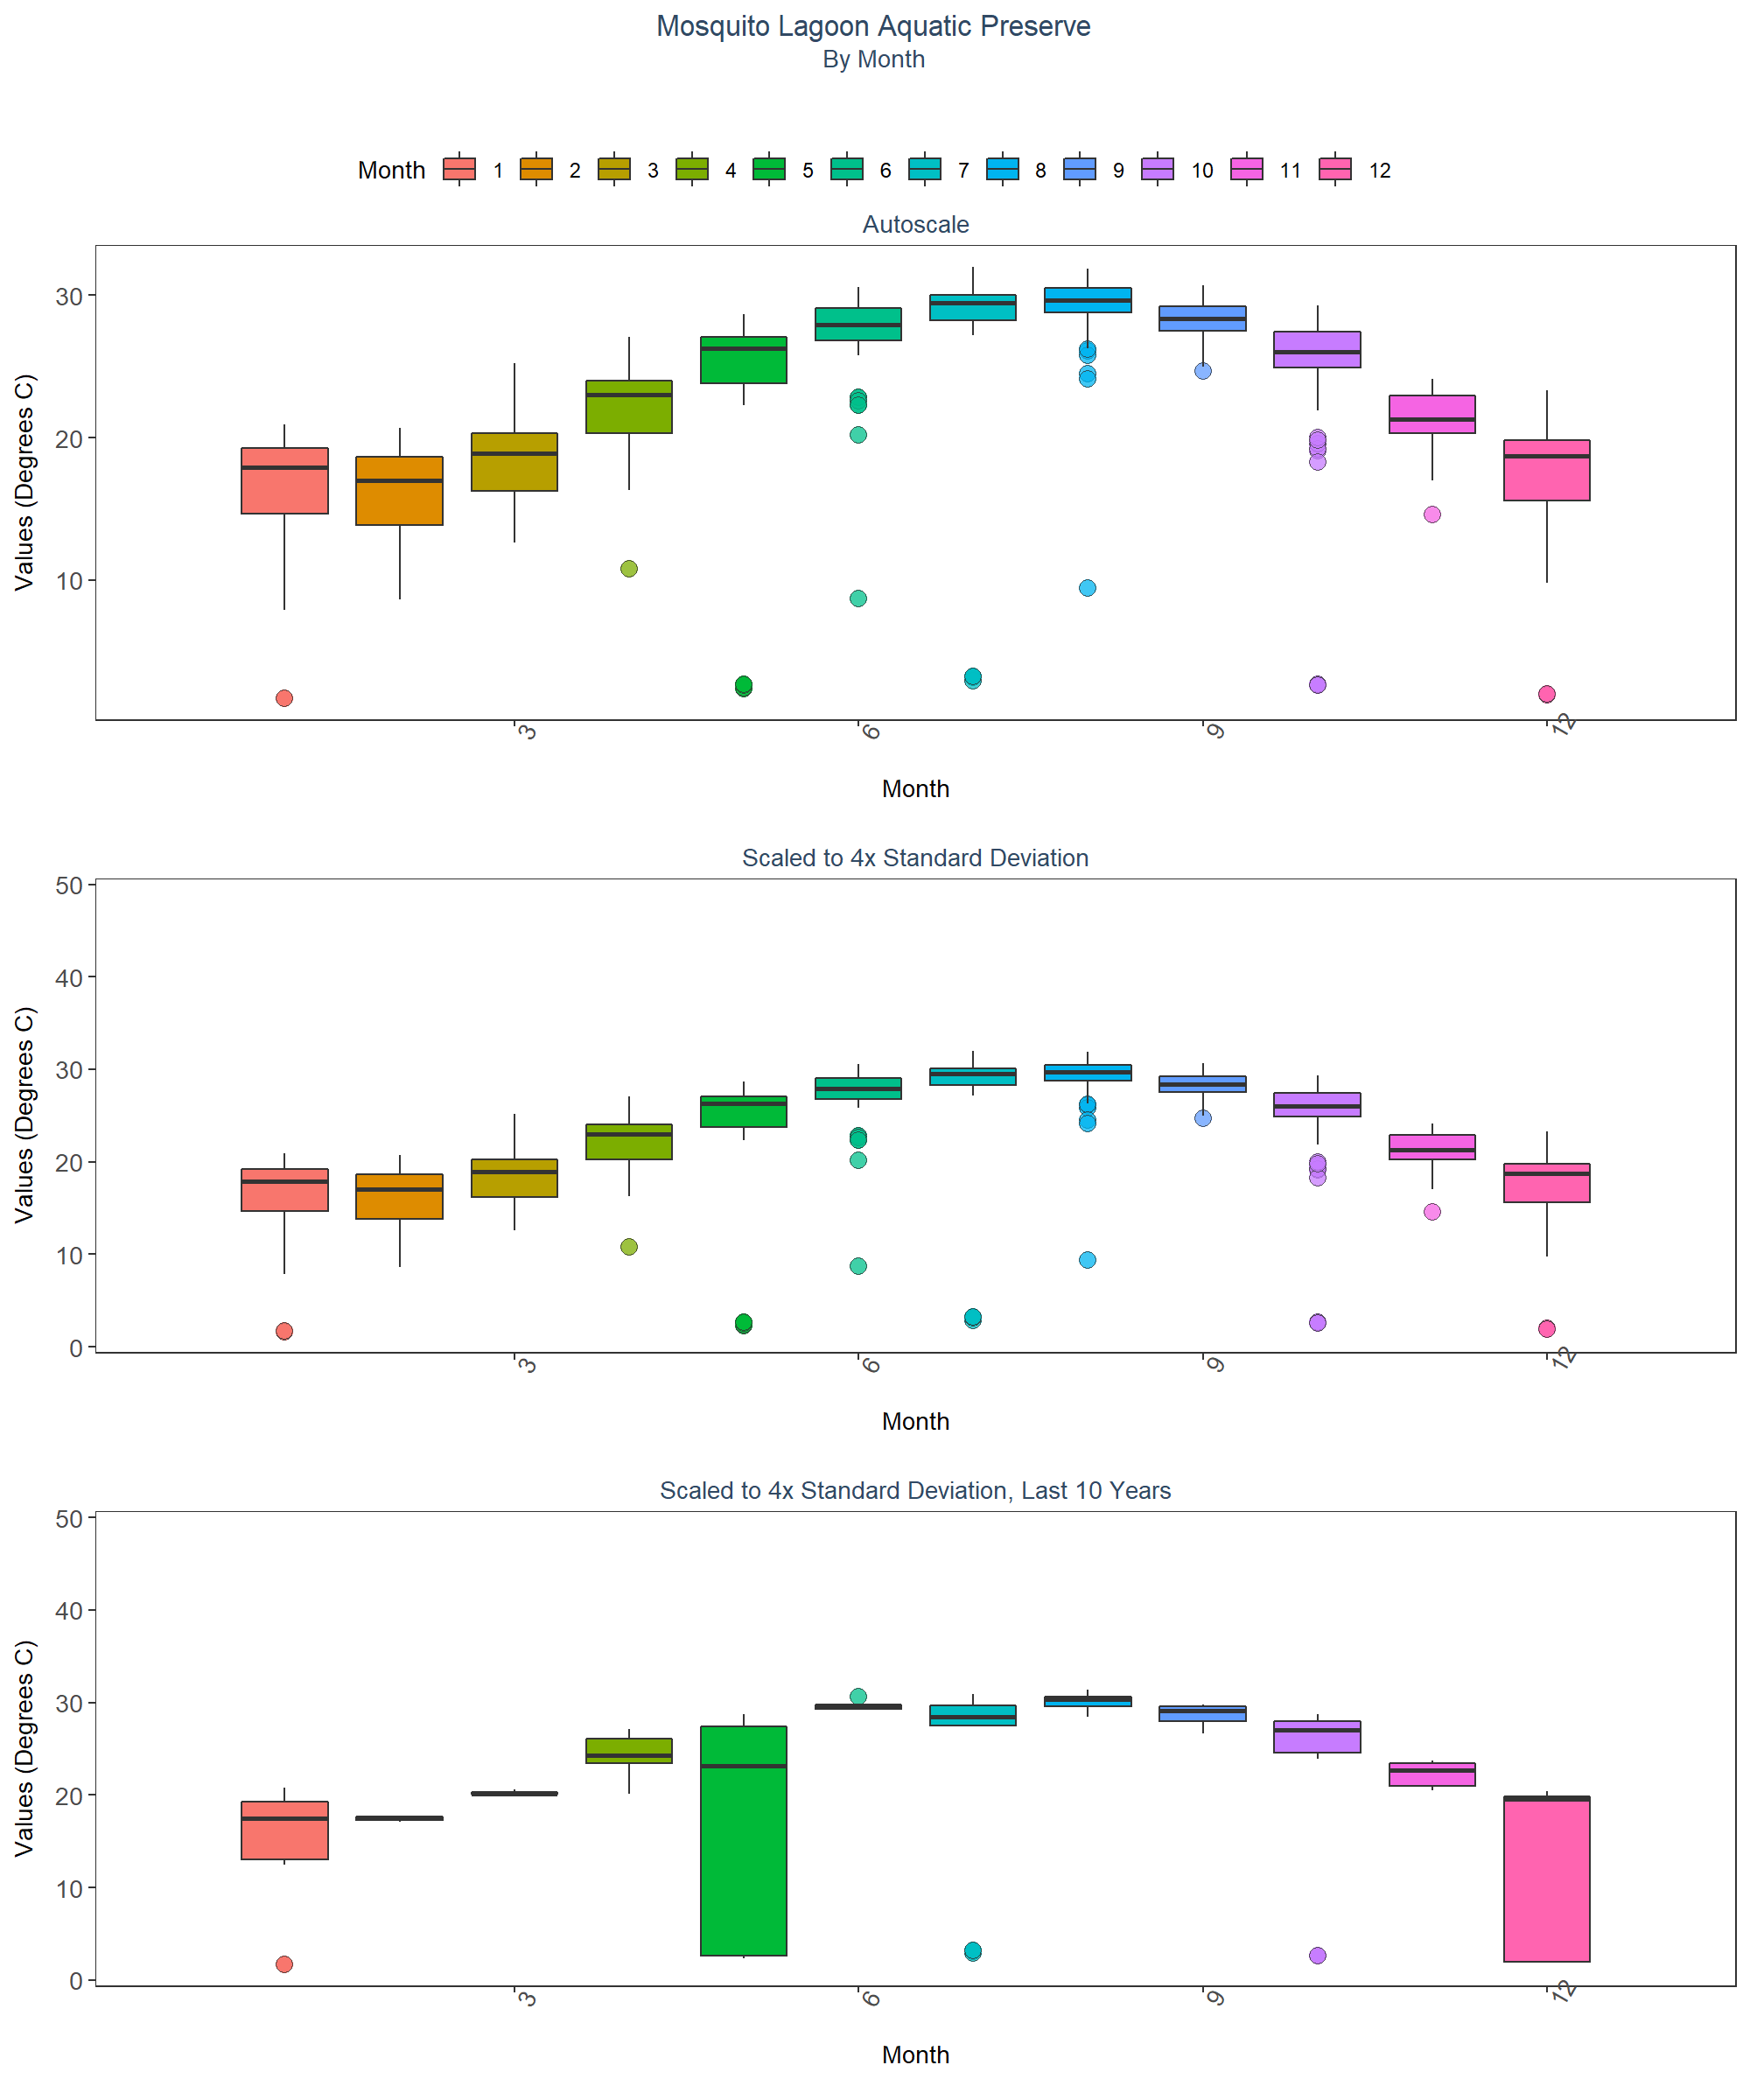 Mosquito Lagoon Aquatic Preserve
By Month
Month 1 2 3 4 5 6 7 8 9 10 11 12
Autoscale
Values (Degrees C)
30
20
10
3 6 9 12
Month
Scaled to 4x Standard Deviation
Values (Degrees C)
50
40
30
20
10
0
3 6 9 12
Month
Scaled to 4x Standard Deviation, Last 10 Years
Values (Degrees C)
50
40
30
20
10
0
3 6 9 12
Month